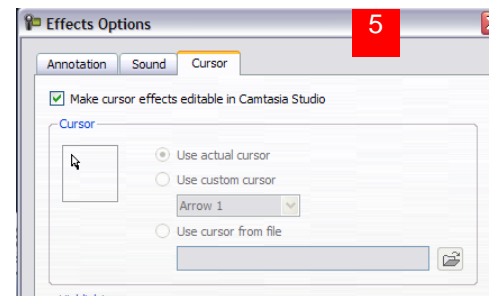 Effects Options
5
Annotation Sound Cursor
Make cursor effects editable in Camtasia Studio
Cursor
Use actual cursor
Use custom cursor
Arrow 1
Use cursor from file